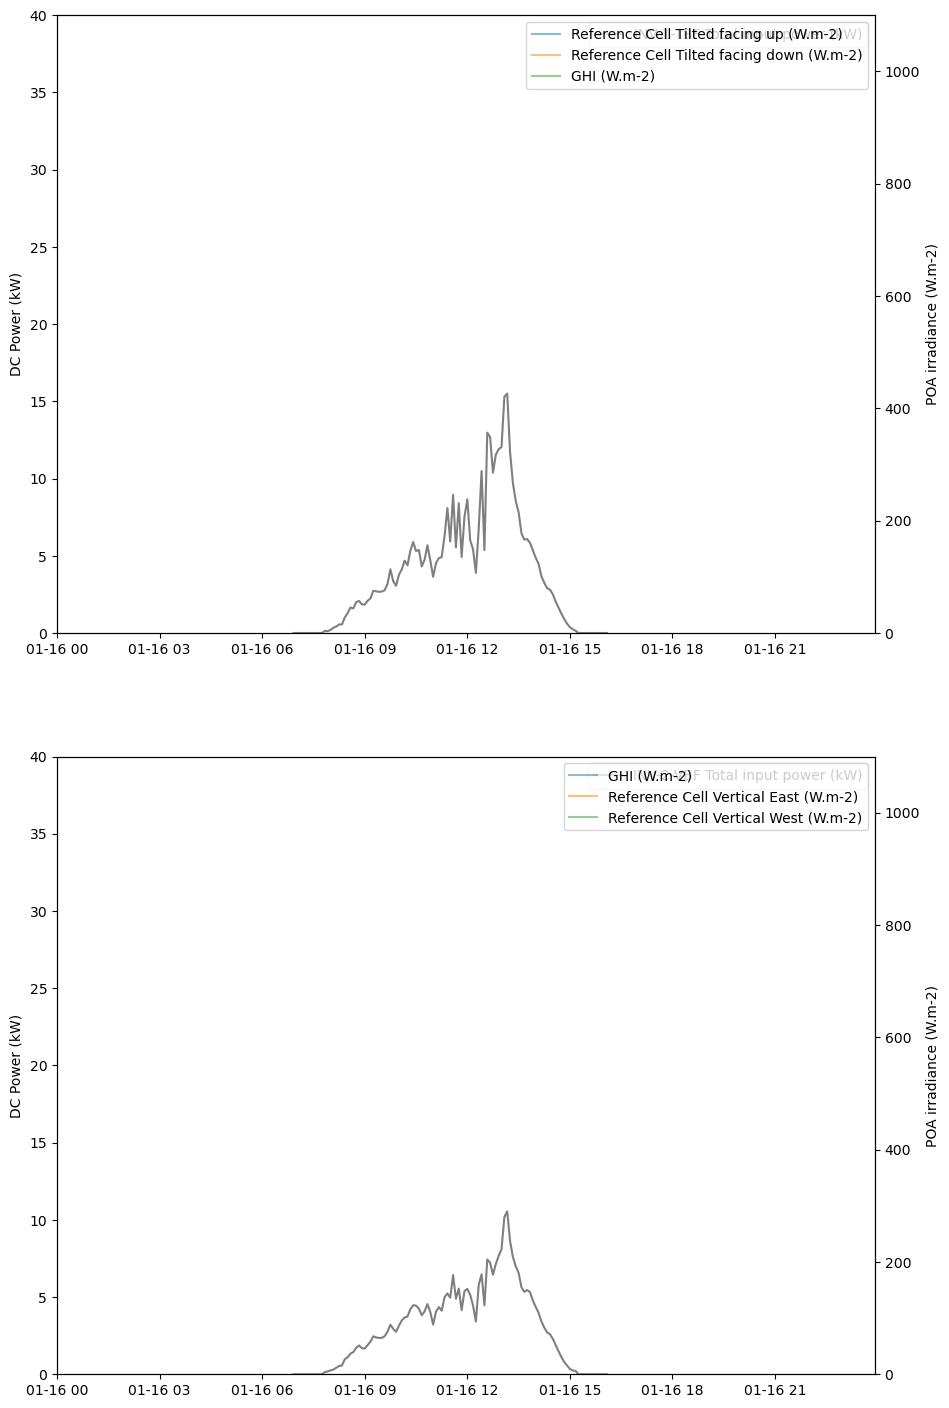 40
35
30
25
20
15
10
5
0
DC Power (kW)
Reference Cell Tilted facing up (W.m-2)
Reference Cell Tilted facing down (W.m-2)
GHI (W.m-2)
1000
800
600
400
200
0
POA irradiance (W.m-2)
01-16 00 01-16 03 01-16 06 01-16 09 01-16 12 01-16 15 01-16 18 01-16 21
40
35
30
25
20
15
10
5
0
DC Power (kW)
GHI (W.m-2)
Total input power (kW)
Reference Cell Vertical East (W.m-2)
Reference Cell Vertical West (W.m-2)
1000
800
600
400
200
0
POA irradiance (W.m-2)
01-16 00 01-16 03 01-16 06 01-16 09 01-16 12 01-16 15 01-16 18 01-16 21